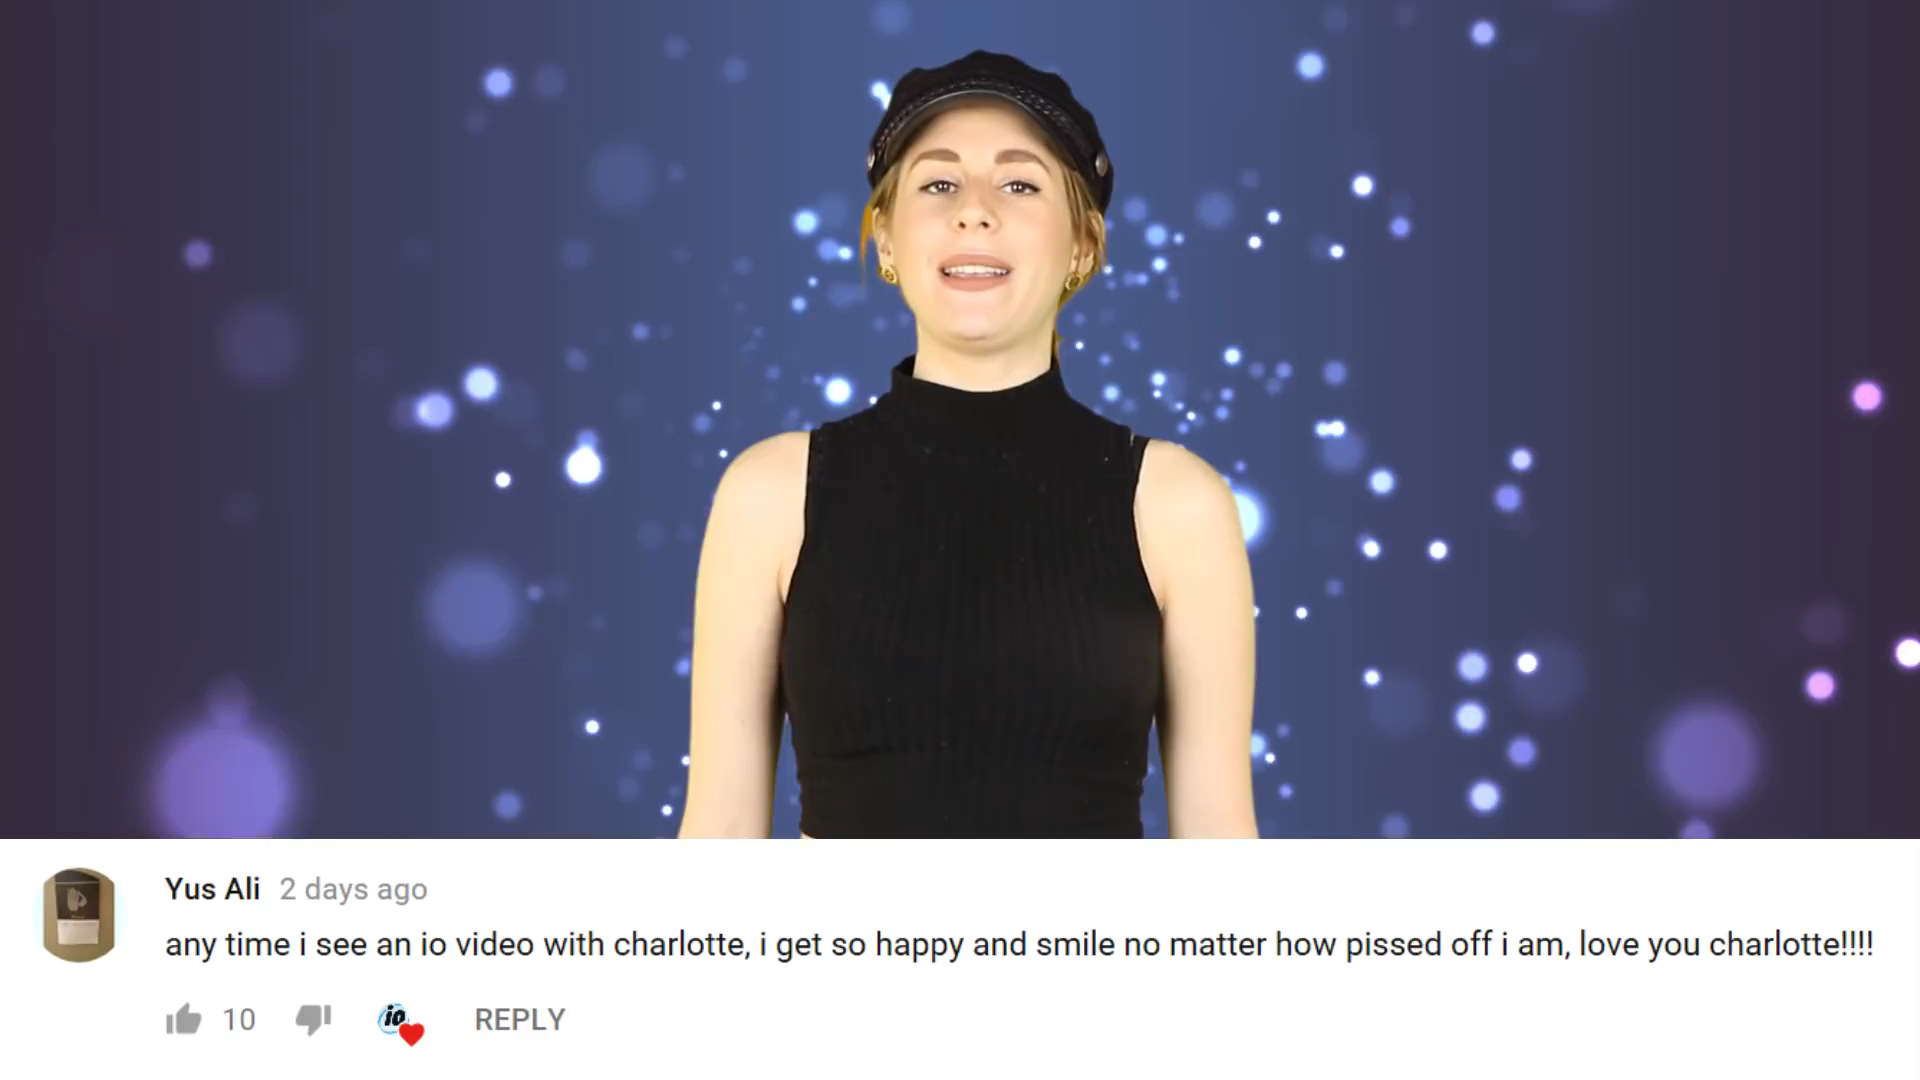 Yus Ali 2 days ago
any time i see an io video with charlotte, i get so happy and smile no matter how pissed off i am, love you charlotte!!!!
10 io REPLY